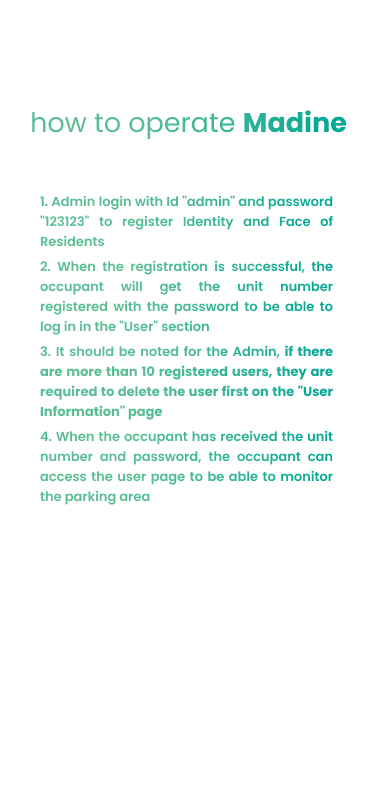 how to operate Madine
1. Admin login with Id "admin" and password
"123123" to register Identity and Face of
Residents
2. When the registration is successful, the
occupant will get the unit number
registered with the password to be able to
log in in the "User" section
3. It should be noted for the Admin, if there
are more than 10 registered users, they are
required to delete the user first on the "User
Information" page
4. When the occupant has received the unit
number and password, the occupant can
access the user page to be able to monitor
the parking area